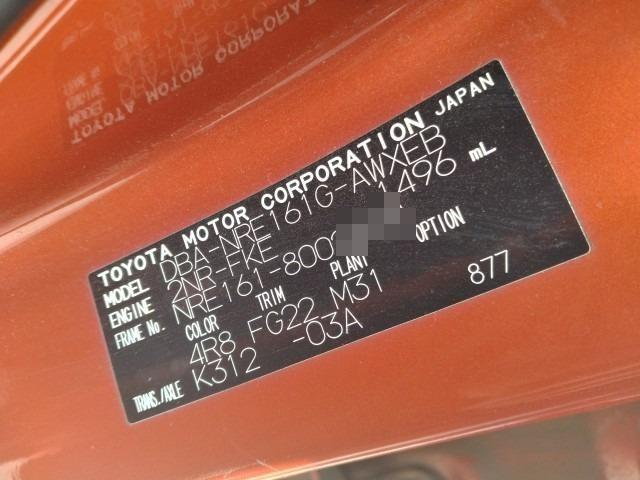 TOYOTA MOTOR CORPORATION JAPAN
MODEL DBA-NRE161G-AWXEB
ENGINE 2NR-FKE 1496 mL
FRAME No. NRE161-800
COLOR TRIM PLANT OPTION
4R8 FG22 M31
TRANS./AXLE K312 -03A 877